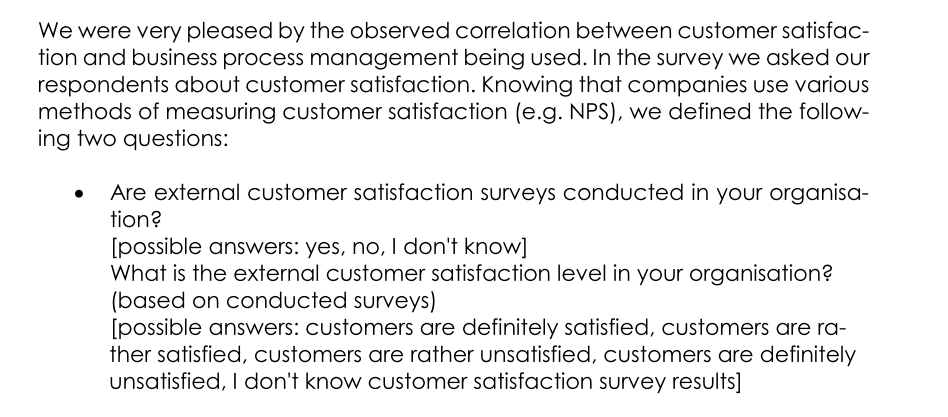 We were very pleased by the observed correlation between customer satisfac-
tion and business process management being used. In the survey we asked our
respondents about customer satisfaction. Knowing that companies use various
methods of measuring customer satisfaction (e.g. NPS), we defined the follow-
ing two questions:
• Are external customer satisfaction surveys conducted in your organisa-
tion?
[possible answers: yes, no, I don't know]
What is the external customer satisfaction level in your organisation?
(based on conducted surveys)
[possible answers: customers are definitely satisfied, customers are ra-
ther satisfied, customers are rather unsatisfied, customers are definitely
unsatisfied, I don't know customer satisfaction survey results]